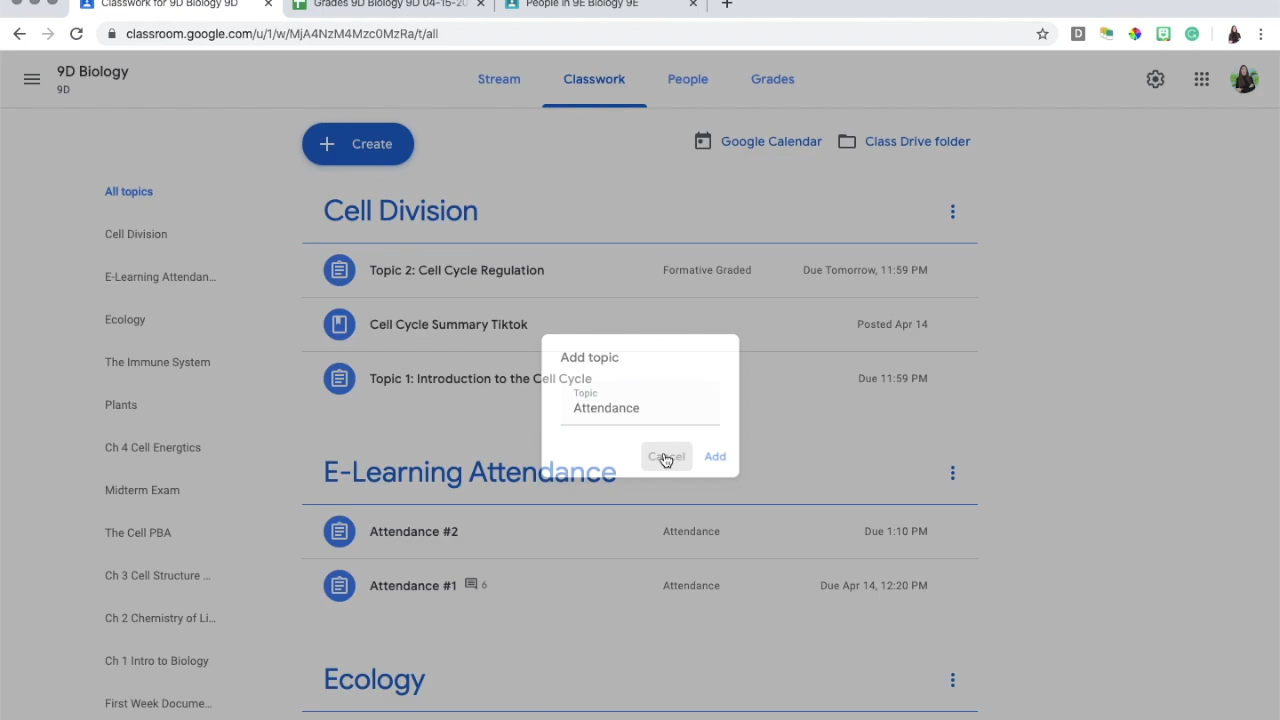 Classwork for 9D Biology 9D
Grades 9D Biology 9D 04-15-20
People in 9E Biology 9E
classroom.google.com/u/1/w/MjA4NzM4Mzc0MzRa/t/all
9D Biology
9D
Stream
Classwork
People
Grades
Create
Google Calendar
Class Drive folder
All topics
Cell Division
E-Learning Attendan...
Ecology
The Immune System
Plants
Ch 4 Cell Energtics
Midterm Exam
The Cell PBA
Ch 3 Cell Structure ...
Ch 2 Chemistry of Li...
Ch 1 Intro to Biology
First Week Docume...
Cell Division
Topic 2: Cell Cycle Regulation Formative Graded Due Tomorrow, 11:59 PM
Cell Cycle Summary Tiktok Posted Apr 14
Topic 1: Introduction to the Cell Cycle Due 11:59 PM
Add topic
Topic
Attendance
Cancel Add
E-Learning Attendance
Attendance #2 Attendance Due 1:10 PM
Attendance #1 6 Attendance Due Apr 14, 12:20 PM
Ecology